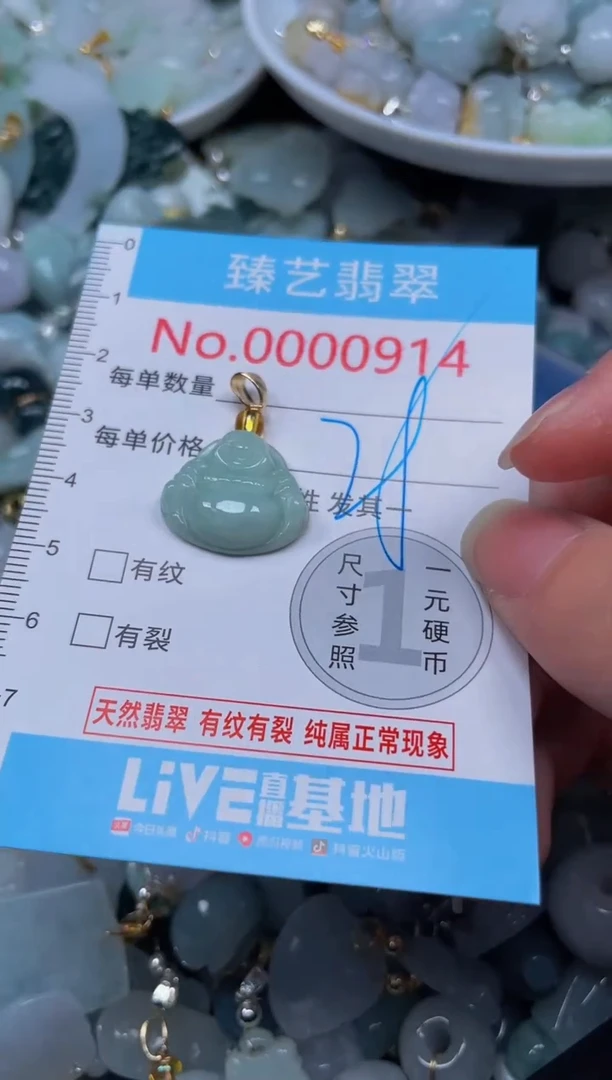 0
臻艺翡翠
1
No.0000914
2
每单数量
3
每单价格
4
性 发其一
5
有纹
尺寸参照
1
一元硬币
6
有裂
7
天然翡翠 有纹有裂 纯属正常现象
LiVE直播基地
今日头条 抖音 西瓜视频 抖音火山版